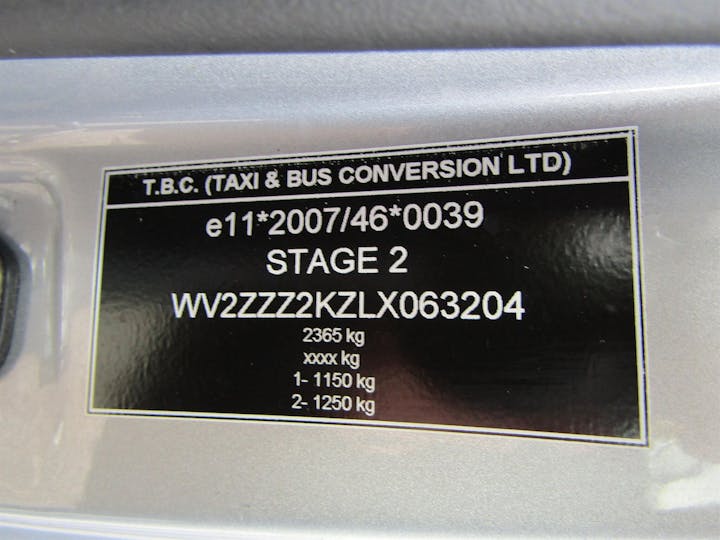 T.B.C. (TAXI & BUS CONVERSION LTD)
e11*2007/46*0039
STAGE 2
WV2ZZZ2KZLX063204
2365 kg
xxxx kg
1- 1150 kg
2- 1250 kg